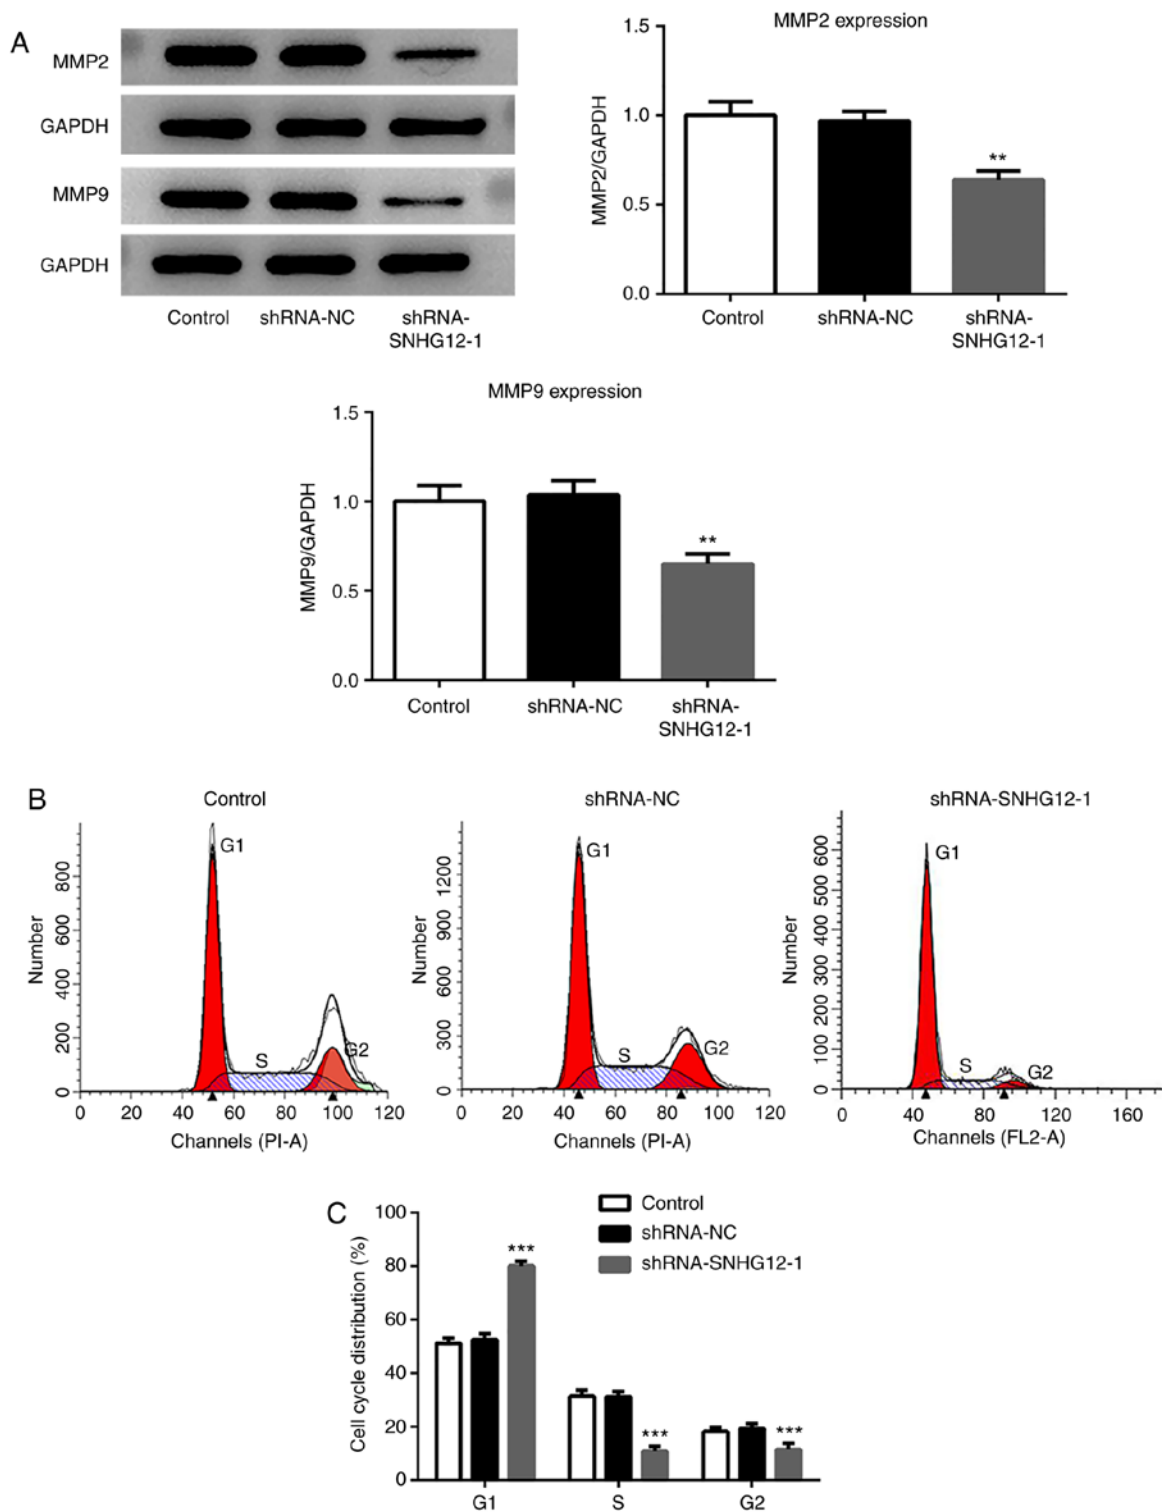 A
MMP2
GAPDH
MMP9
GAPDH
Control shRNA-NC shRNA-
SNHG12-1
MMP2 expression
MMP2/GAPDH
1.5
1.0
0.5
0.0
**
Control shRNA-NC shRNA-
SNHG12-1
MMP9 expression
MMP9/GAPDH
1.5
1.0
0.5
0.0
**
Control shRNA-NC shRNA-
SNHG12-1
B
Control
Number
800
600
400
200
0
G1
S
G2
0 20 40 60 80 100 120
Channels (PI-A)
shRNA-NC
Number
1200
900
600
300
0
G1
S
G2
0 20 40 60 80 100 120
Channels (PI-A)
shRNA-SNHG12-1
Number
600
500
400
300
200
100
0
G1
S
G2
0 40 80 120 160
Channels (FL2-A)
C
Control
shRNA-NC
shRNA-SNHG12-1
Cell cycle distribution (%)
100
80
60
40
20
0
***
***
***
G1 S G2